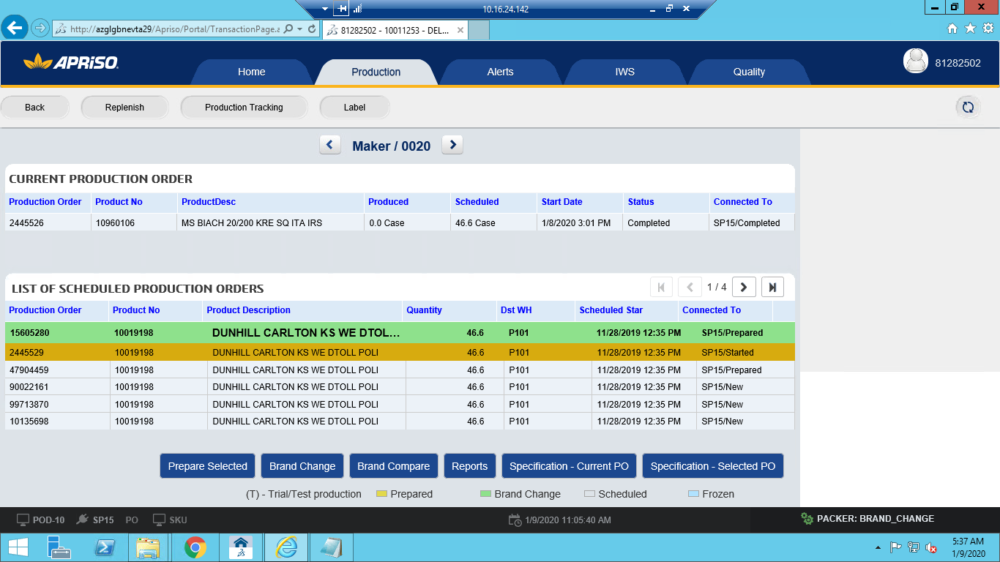 10.16.24.142
http://azglgbnevta29/Apriso/Portal/TransactionPage.a
81282502 - 10011253 - DEL...
APRISO
Home
Production
Alerts
IWS
Quality
81282502
Back
Replenish
Production Tracking
Label
Maker / 0020
CURRENT PRODUCTION ORDER
Production Order Product No ProductDesc Produced Scheduled Start Date Status Connected To
2445526 10960106 MS BIACH 20/200 KRE SQ ITA IRS 0.0 Case 46.6 Case 1/8/2020 3:01 PM Completed SP15/Completed
LIST OF SCHEDULED PRODUCTION ORDERS
1 / 4
Production Order Product No Product Description Quantity Dst WH Scheduled Star Connected To
15605280 10019198 DUNHILL CARLTON KS WE DTOL... 46.6 P101 11/28/2019 12:35 PM SP15/Prepared
2445529 10019198 DUNHILL CARLTON KS WE DTOLL POLI 46.6 P101 11/28/2019 12:35 PM SP15/Started
47904459 10019198 DUNHILL CARLTON KS WE DTOLL POLI 46.6 P101 11/28/2019 12:35 PM SP15/Prepared
90022161 10019198 DUNHILL CARLTON KS WE DTOLL POLI 46.6 P101 11/28/2019 12:35 PM SP15/New
99713870 10019198 DUNHILL CARLTON KS WE DTOLL POLI 46.6 P101 11/28/2019 12:35 PM SP15/New
10135698 10019198 DUNHILL CARLTON KS WE DTOLL POLI 46.6 P101 11/28/2019 12:35 PM SP15/New
Prepare Selected
Brand Change
Brand Compare
Reports
Specification - Current PO
Specification - Selected PO
(T) - Trial/Test production Prepared Brand Change Scheduled Frozen
POD-10 SP15 PO SKU 1/9/2020 11:05:40 AM PACKER: BRAND_CHANGE
5:37 AM
1/9/2020